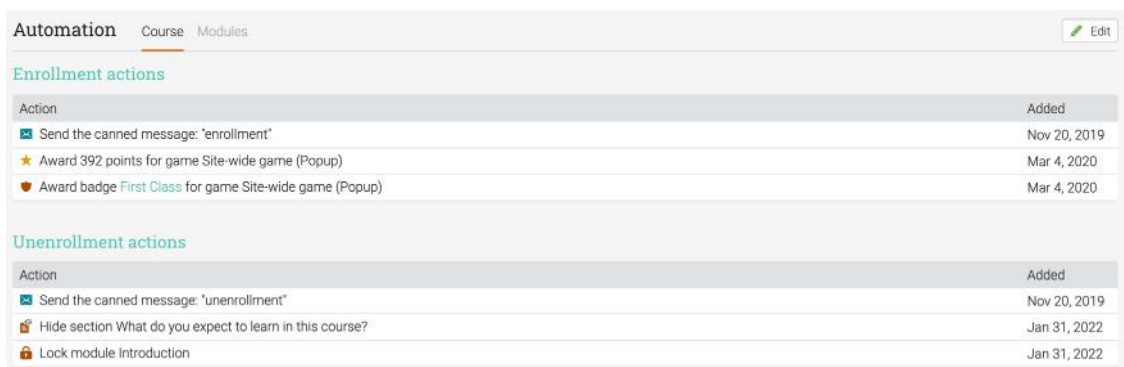 Automation Course Modules Edit
Enrollment actions
Action Added
Send the canned message: "enrollment" Nov 20, 2019
Award 392 points for game Site-wide game (Popup) Mar 4, 2020
Award badge First Class for game Site-wide game (Popup) Mar 4, 2020
Unenrollment actions
Action Added
Send the canned message: "unenrollment" Nov 20, 2019
Hide section What do you expect to learn in this course? Jan 31, 2022
Lock module Introduction Jan 31, 2022